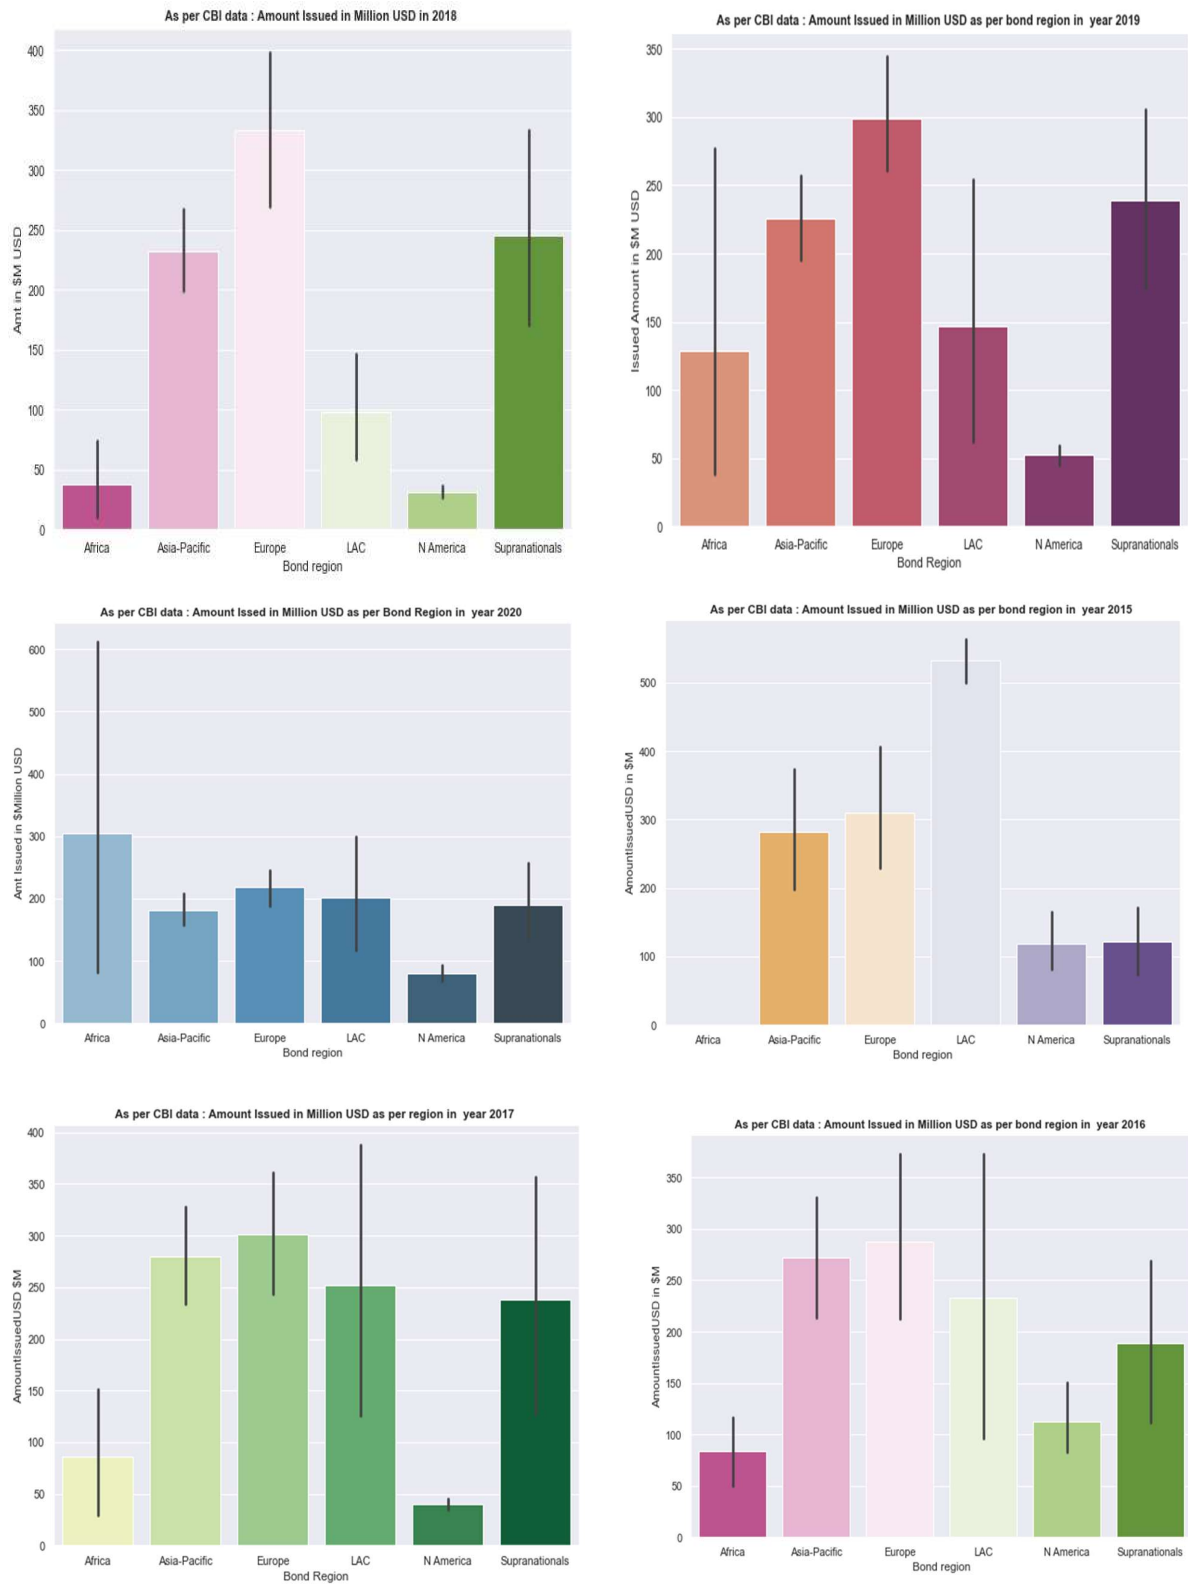 As per CBI data : Amount Issued in Million USD in 2018
Amt in $M USD
400
350
300
250
200
150
100
50
0
Africa Asia-Pacific Europe LAC N America Supranationals
Bond region
As per CBI data : Amount Issued in Million USD as per bond region in year 2019
Issued Amount in $M USD
350
300
250
200
150
100
50
0
Africa Asia-Pacific Europe LAC N America Supranationals
Bond Region
As per CBI data : Amount Issed in Million USD as per Bond Region in year 2020
Amt Issued in $Million USD
600
500
400
300
200
100
0
Africa Asia-Pacific Europe LAC N America Supranationals
Bond region
As per CBI data : Amount Issued in Million USD as per bond region in year 2015
AmountIssuedUSD in $M
500
400
300
200
100
0
Africa Asia-Pacific Europe LAC N America Supranationals
Bond region
As per CBI data : Amount Issued in Million USD as per region in year 2017
AmountIssuedUSD $M
400
350
300
250
200
150
100
50
0
Africa Asia-Pacific Europe LAC N America Supranationals
Bond Region
As per CBI data : Amount Issued in Million USD as per bond region in year 2016
AmountIssuedUSD in $M
350
300
250
200
150
100
50
0
Africa Asia-Pacific Europe LAC N America Supranationals
Bond region